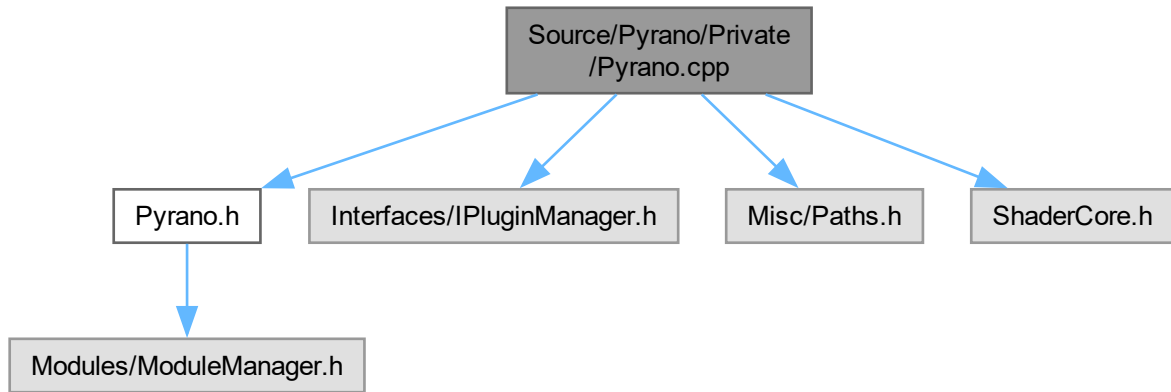 Source/Pyrano/Private
/Pyrano.cpp
Pyrano.h
Interfaces/IPluginManager.h
Misc/Paths.h
ShaderCore.h
Modules/ModuleManager.h